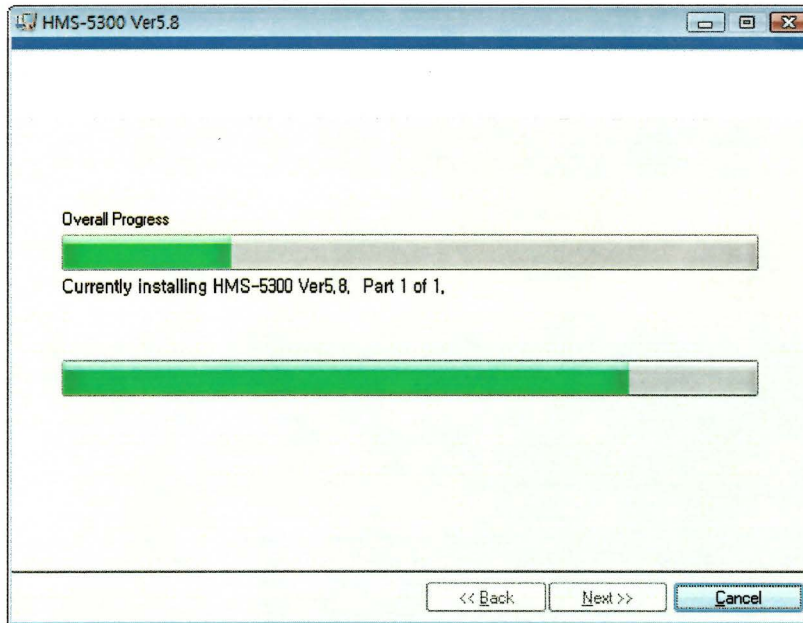 HMS-5300 Ver5.8
Overall Progress
Currently installing HMS-5300 Ver5.8, Part 1 of 1,
<< Back Next >> Cancel